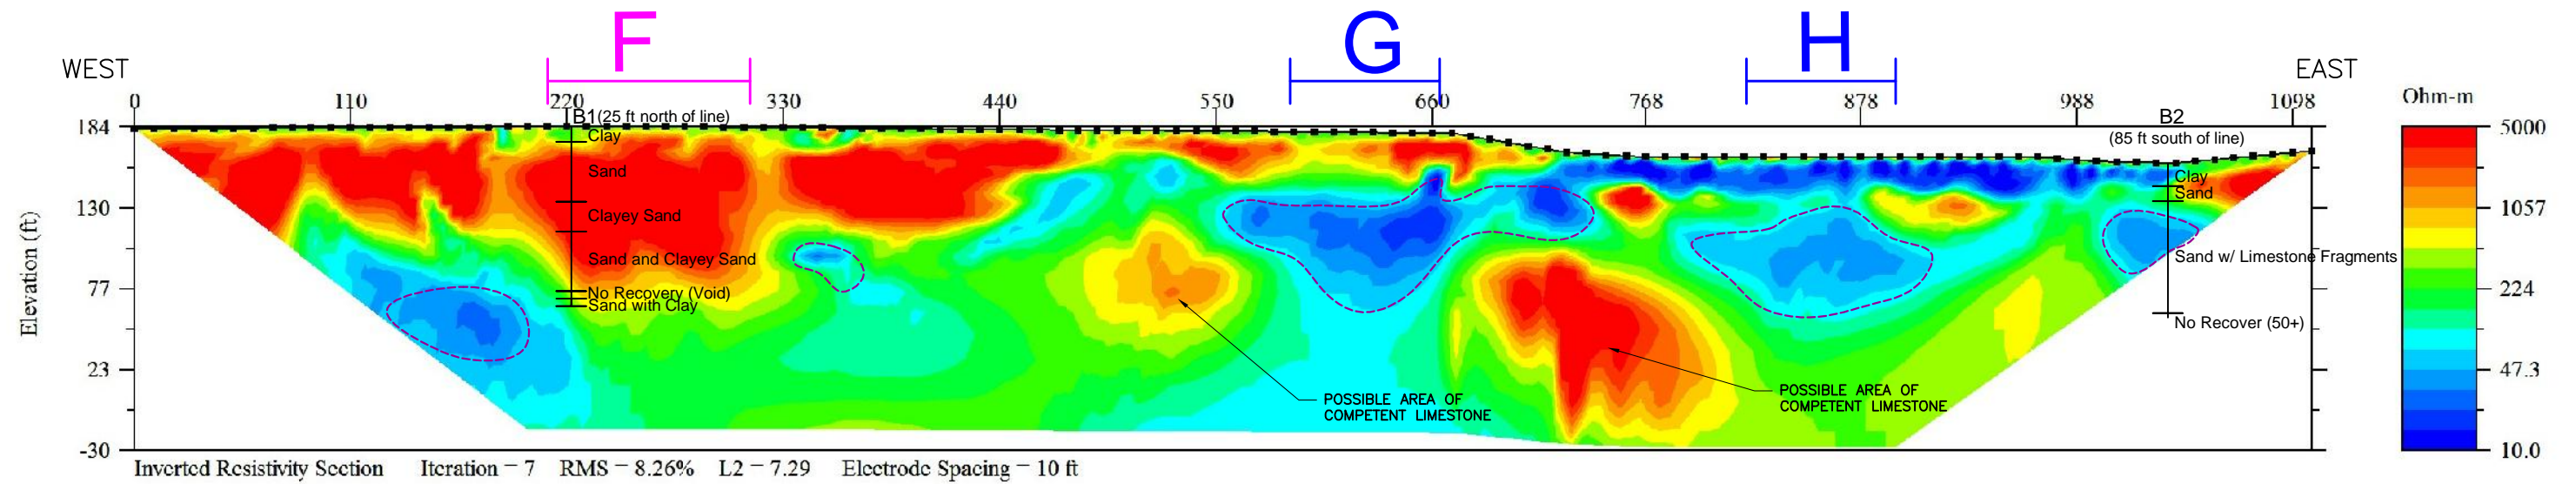 F
G
H
WEST
EAST
0 110 220 330 440 550 660 768 878 988 1098
Ohm-m
B1(25 ft north of line)
B2
(85 ft south of line)
184
130
77
23
-30
Elevation (ft)
Clay
Sand
Clayey Sand
Sand and Clayey Sand
No Recovery (Void)
Sand with Clay
Clay
Sand
Sand w/ Limestone Fragments
No Recover (50+)
POSSIBLE AREA OF
COMPETENT LIMESTONE
POSSIBLE AREA OF
COMPETENT LIMESTONE
5000
1057
224
47.3
10.0
Inverted Resistivity Section Iteration = 7 RMS = 8.26% L2 = 7.29 Electrode Spacing = 10 ft